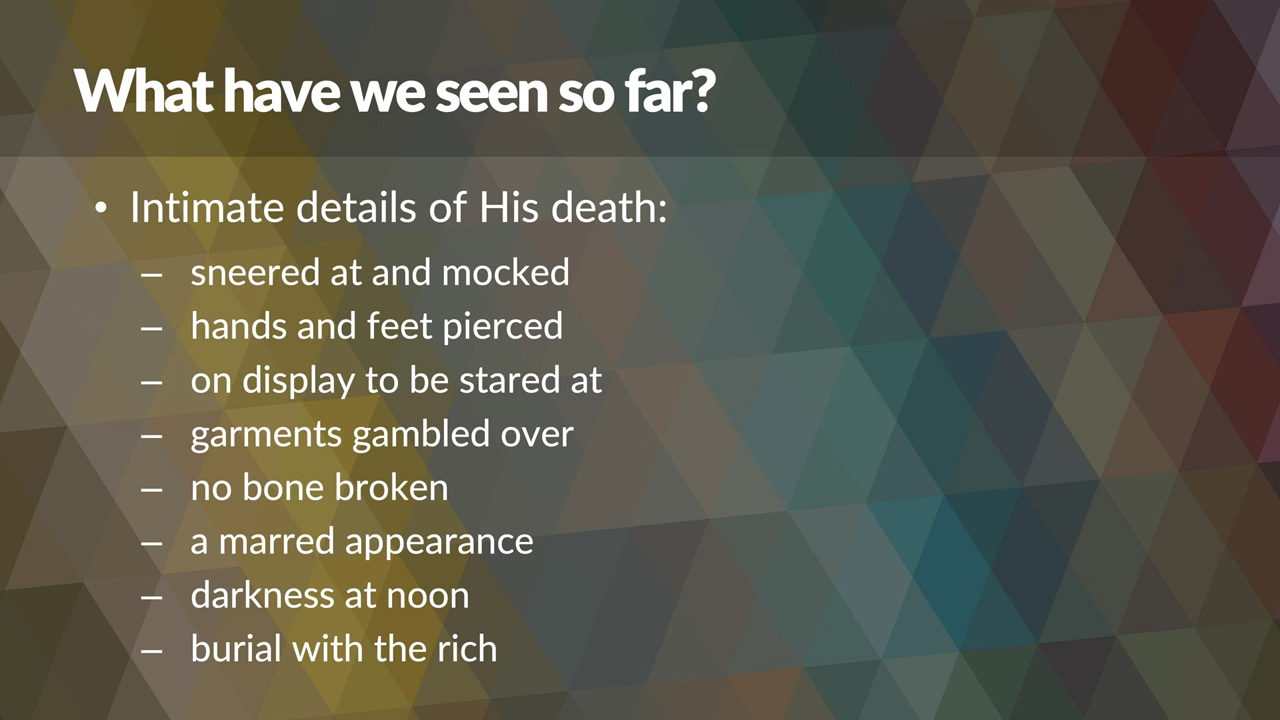 What have we seen so far?
• Intimate details of His death:
– sneered at and mocked
– hands and feet pierced
– on display to be stared at
– garments gambled over
– no bone broken
– a marred appearance
– darkness at noon
– burial with the rich